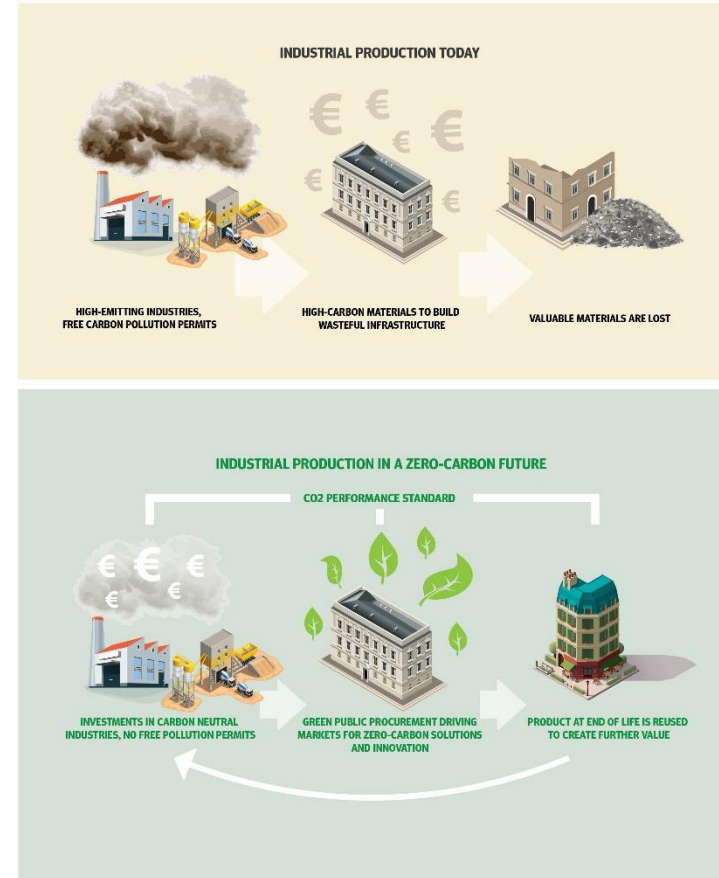 INDUSTRIAL PRODUCTION TODAY
€ € € € € €
HIGH-EMITTING INDUSTRIES,
FREE CARBON POLLUTION PERMITS
HIGH-CARBON MATERIALS TO BUILD
WASTEFUL INFRASTRUCTURE
VALUABLE MATERIALS ARE LOST
INDUSTRIAL PRODUCTION IN A ZERO-CARBON FUTURE
CO2 PERFORMANCE STANDARD
€ € € € €
INVESTMENTS IN CARBON NEUTRAL
INDUSTRIES, NO FREE POLLUTION PERMITS
GREEN PUBLIC PROCUREMENT DRIVING
MARKETS FOR ZERO-CARBON SOLUTIONS
AND INNOVATION
PRODUCT AT END OF LIFE IS REUSED
TO CREATE FURTHER VALUE